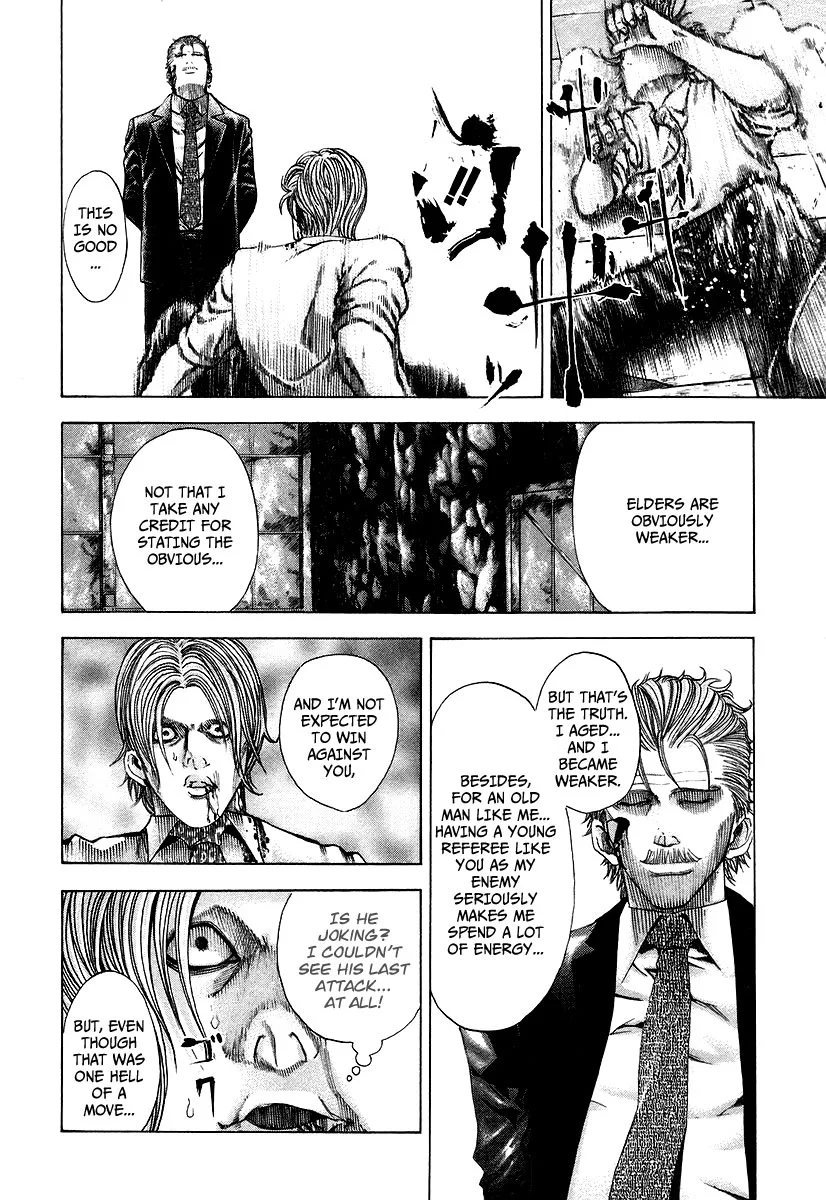 THIS
IS NO
GOOD
...
!!
ELDERS ARE
OBVIOUSLY
WEAKER...
NOT THAT I
TAKE ANY
CREDIT FOR
STATING THE
OBVIOUS...
BUT THAT'S
THE TRUTH.
I AGED...
AND I
BECAME
WEAKER.
BESIDES,
FOR AN OLD
MAN LIKE ME...
HAVING A YOUNG
REFEREE LIKE
YOU AS MY
ENEMY
SERIOUSLY
MAKES ME
SPEND A LOT
OF ENERGY...
AND I'M NOT
EXPECTED
TO WIN
AGAINST
YOU,
IS HE
JOKING?
I COULDN'T
SEE HIS LAST
ATTACK...
AT ALL!
BUT, EVEN
THOUGH
THAT WAS
ONE HELL
OF A
MOVE...